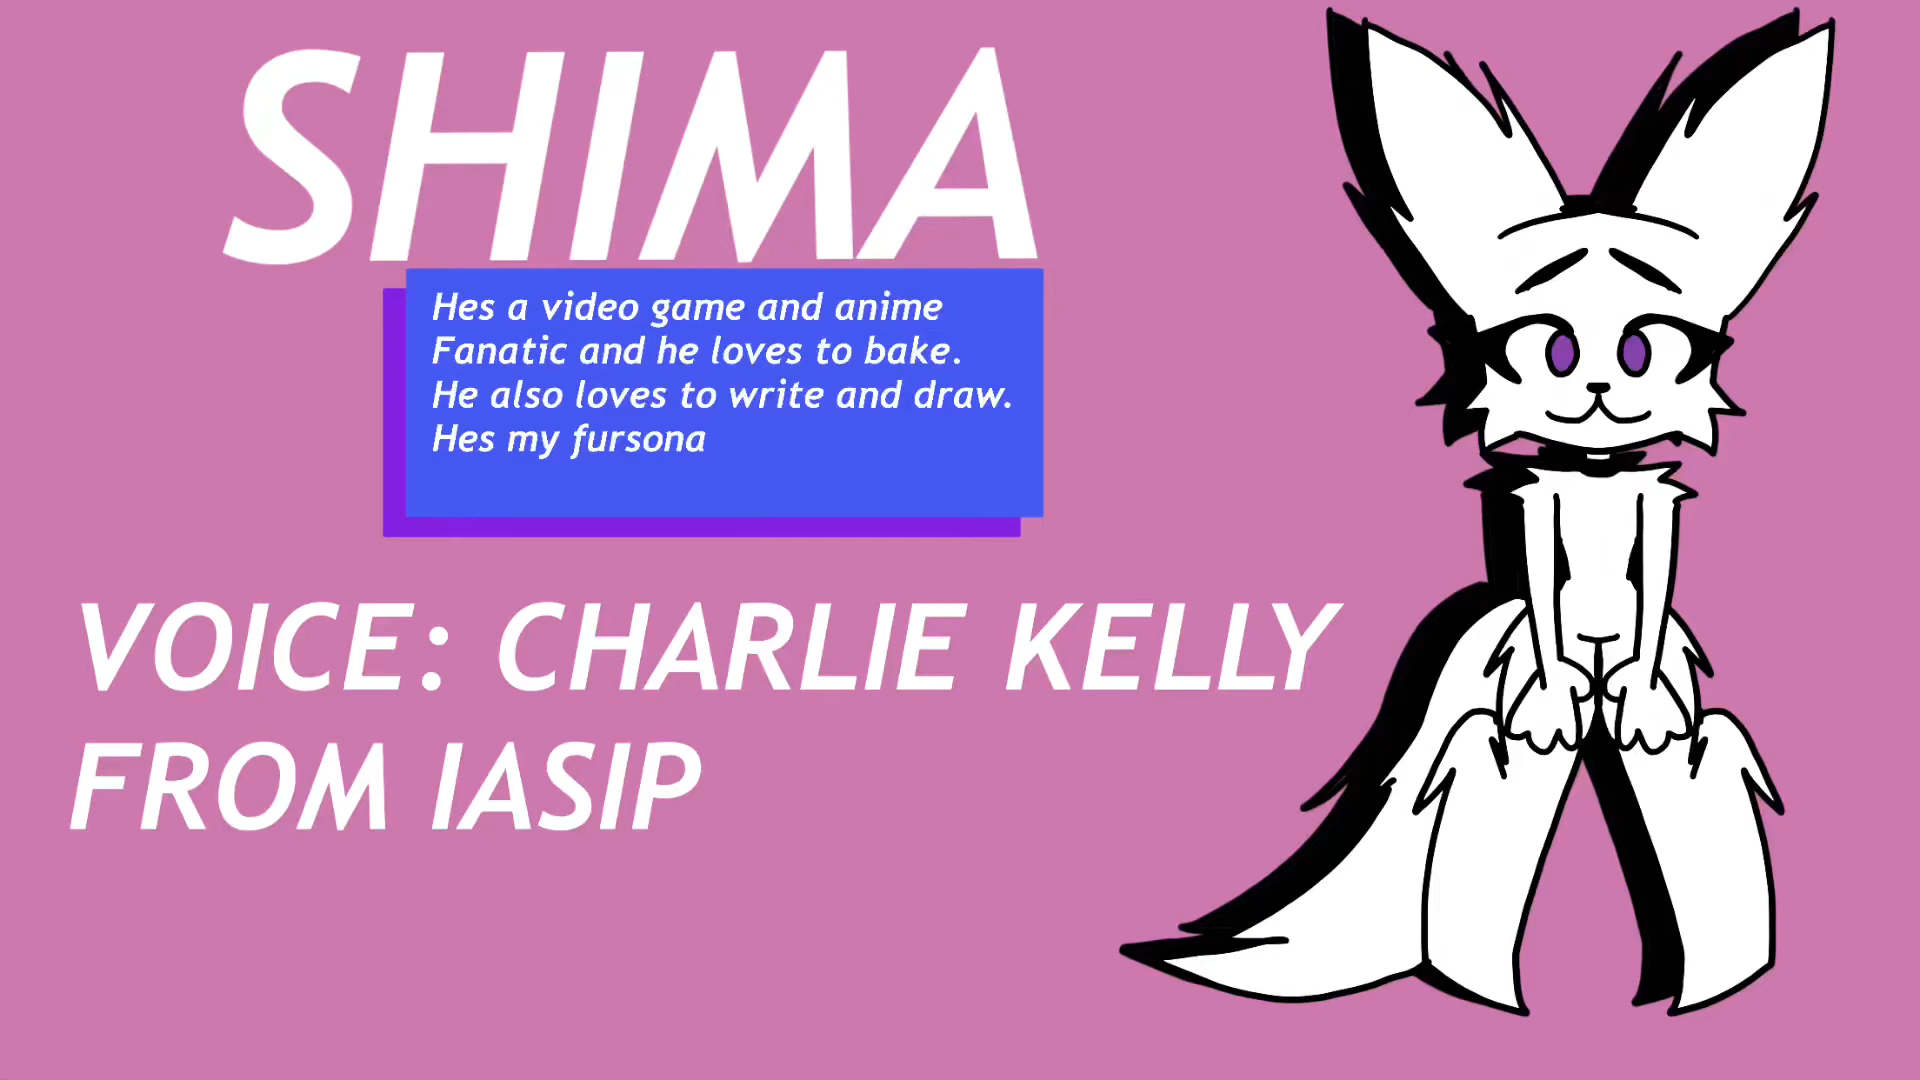 SHIMA
Hes a video game and anime
Fanatic and he loves to bake.
He also loves to write and draw.
Hes my fursona
VOICE: CHARLIE KELLY
FROM IASIP